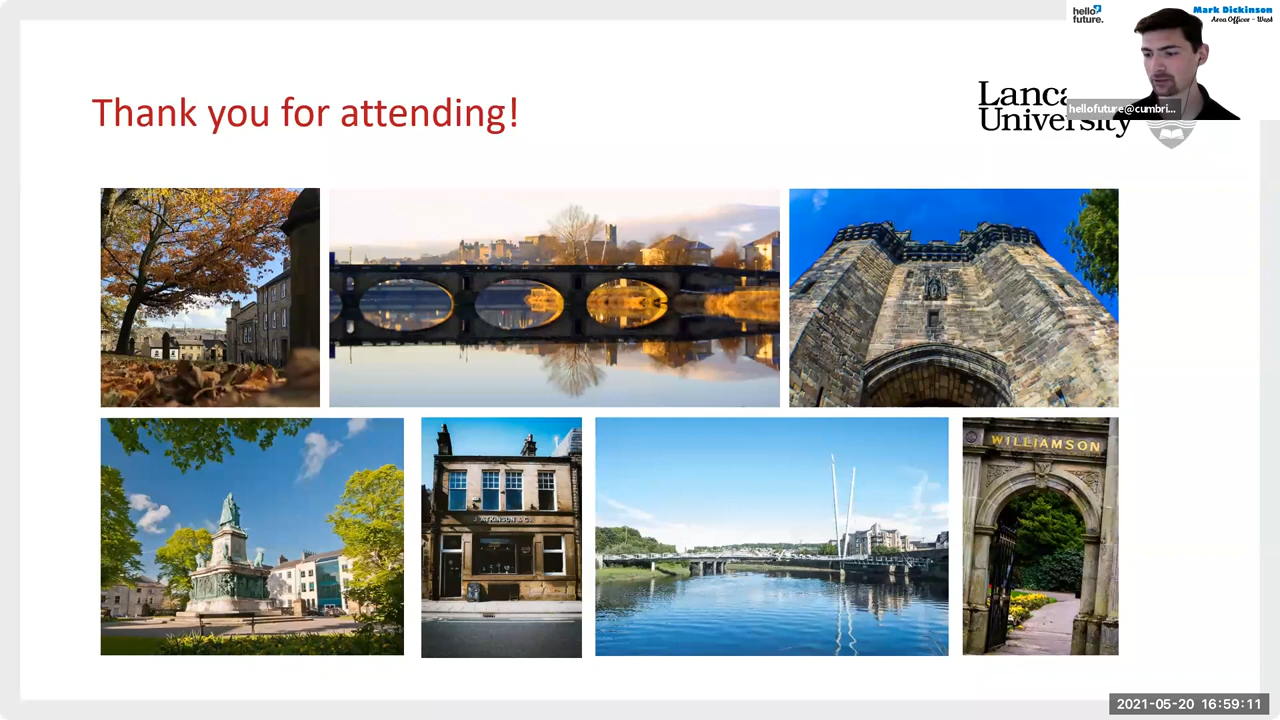 hello
future.
Mark Dickinson
Area Officer - West
Thank you for attending!
University
hellofuture@cumbri...
WILLIAMSON
J. ATKINSON & Co.
2021-05-20 16:59:11